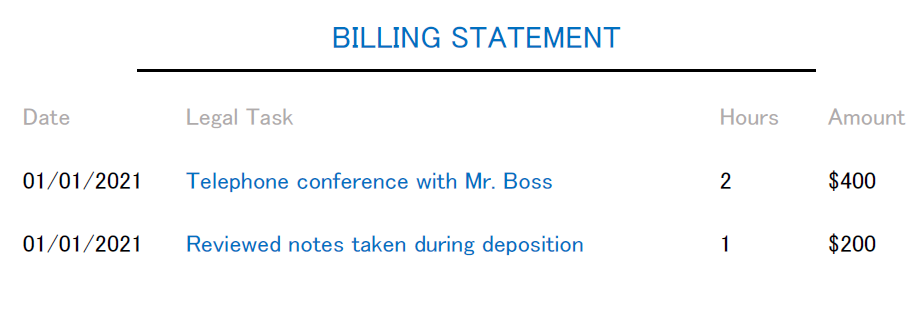 BILLING STATEMENT
Date Legal Task Hours Amount
01/01/2021 Telephone conference with Mr. Boss 2 $400
01/01/2021 Reviewed notes taken during deposition 1 $200